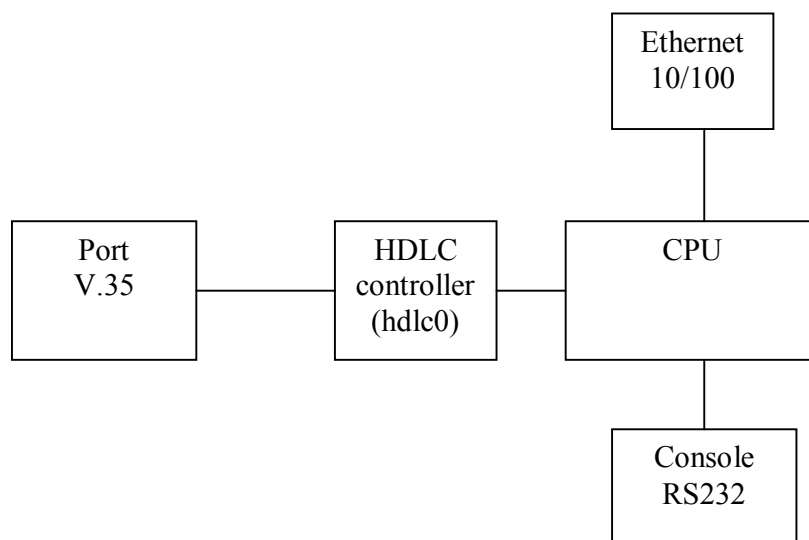 Ethernet
10/100
Port
V.35
HDLC
controller
(hdlc0)
CPU
Console
RS232